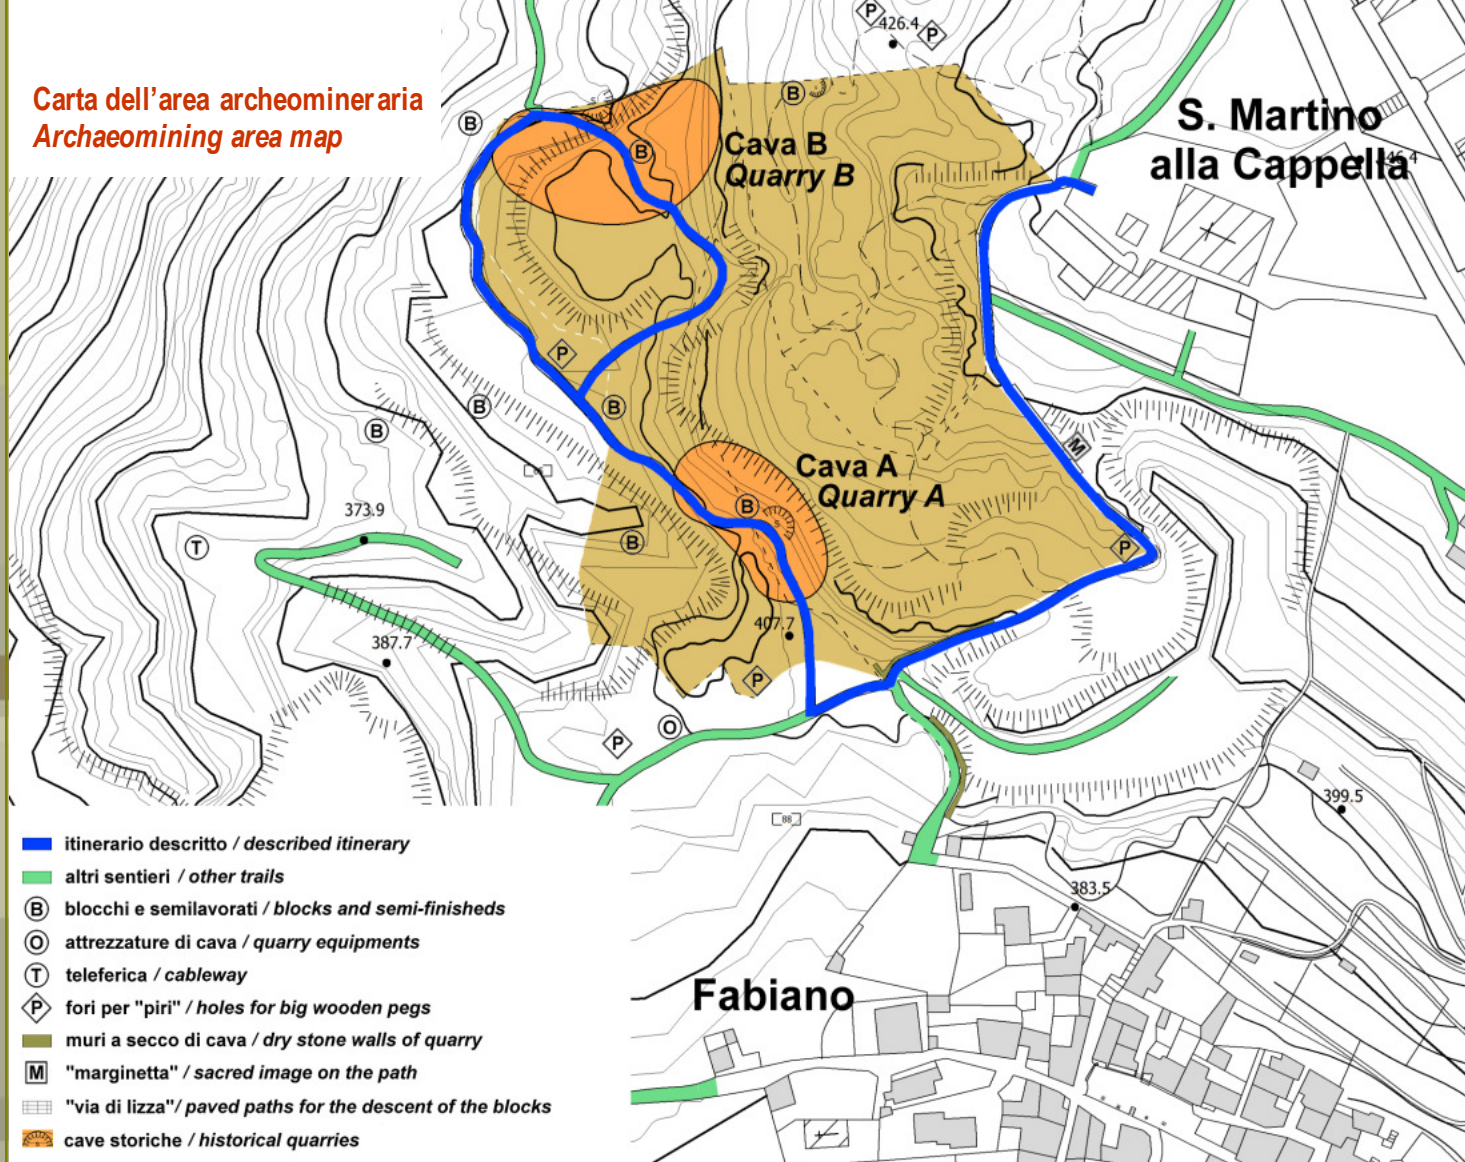 Carta dell'area archeomineraria
Archaeomining area map
P
P
426.4
B
B
B
Cava B
Quarry B
S. Martino
alla Cappella
P
B
B
B
M
Cava A
Quarry A
B
S
373.9
T
B
P
407.7
387.7
P
O
P
88
399.5
383.5
Fabiano
itinerario descritto / described itinerary
altri sentieri / other trails
B blocchi e semilavorati / blocks and semi-finisheds
O attrezzature di cava / quarry equipments
T teleferica / cableway
P fori per "piri" / holes for big wooden pegs
muri a secco di cava / dry stone walls of quarry
M "marginetta" / sacred image on the path
"via di lizza"/ paved paths for the descent of the blocks
cave storiche / historical quarries